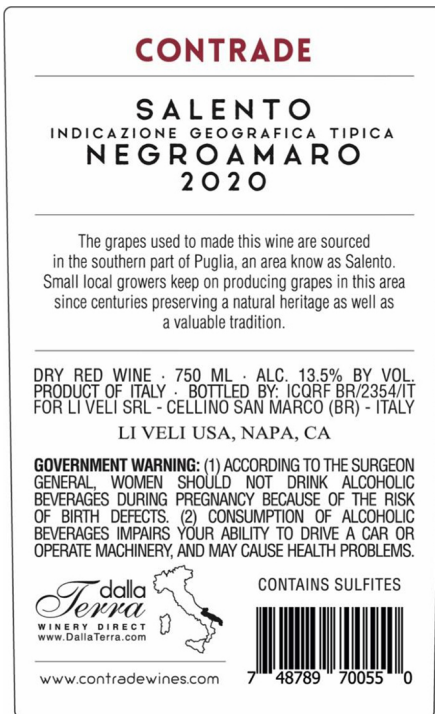 CONTRADE
SALENTO
INDICAZIONE GEOGRAFICA TIPICA
NEGROAMARO
2020
The grapes used to made this wine are sourced
in the southern part of Puglia, an area know as Salento.
Small local growers keep on producing grapes in this area
since centuries preserving a natural heritage as well as
a valuable tradition.
DRY RED WINE · 750 ML · ALC. 13.5% BY VOL.
PRODUCT OF ITALY · BOTTLED BY: ICQRF BR/2354/IT
FOR LI VELI SRL - CELLINO SAN MARCO (BR) - ITALY
LI VELI USA, NAPA, CA
GOVERNMENT WARNING: (1) ACCORDING TO THE SURGEON
GENERAL, WOMEN SHOULD NOT DRINK ALCOHOLIC
BEVERAGES DURING PREGNANCY BECAUSE OF THE RISK
OF BIRTH DEFECTS. (2) CONSUMPTION OF ALCOHOLIC
BEVERAGES IMPAIRS YOUR ABILITY TO DRIVE A CAR OR
OPERATE MACHINERY, AND MAY CAUSE HEALTH PROBLEMS.
dalla
Terra
WINERY DIRECT
www.DallaTerra.com
CONTAINS SULFITES
www.contradewines.com
7 48789 70055 0